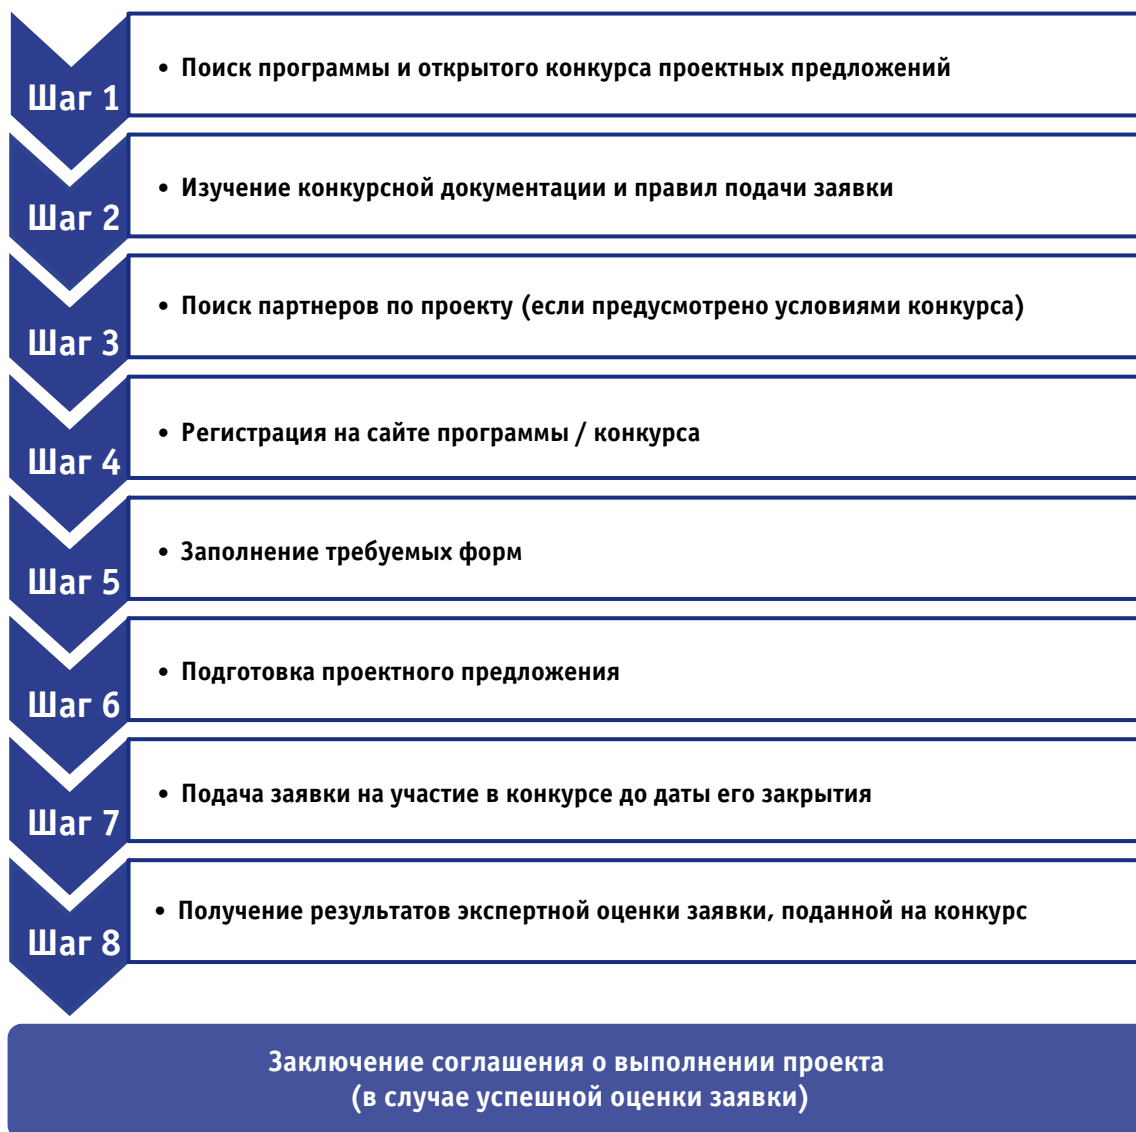 Шаг 1
• Поиск программы и открытого конкурса проектных предложений
Шаг 2
• Изучение конкурсной документации и правил подачи заявки
Шаг 3
• Поиск партнеров по проекту (если предусмотрено условиями конкурса)
Шаг 4
• Регистрация на сайте программы / конкурса
Шаг 5
• Заполнение требуемых форм
Шаг 6
• Подготовка проектного предложения
Шаг 7
• Подача заявки на участие в конкурсе до даты его закрытия
Шаг 8
• Получение результатов экспертной оценки заявки, поданной на конкурс
Заключение соглашения о выполнении проекта
(в случае успешной оценки заявки)